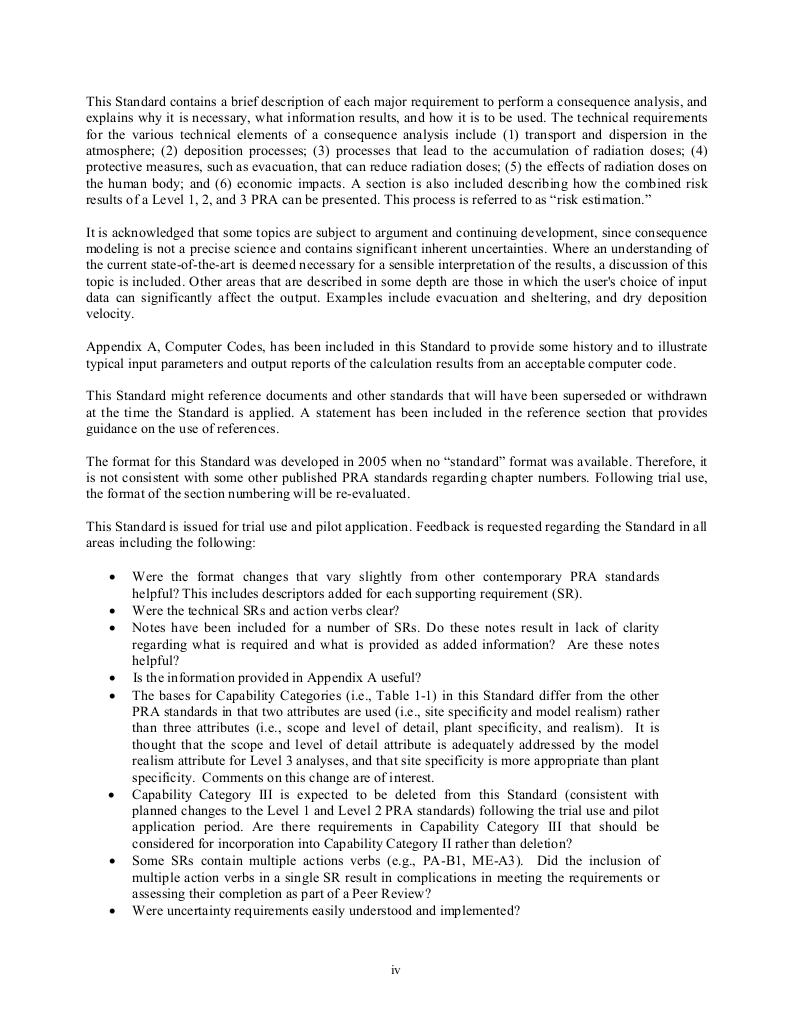 This Standard contains a brief description of each major requirement to perform a consequence analysis, and
explains why it is necessary, what information results, and how it is to be used. The technical requirements
for the various technical elements of a consequence analysis include (1) transport and dispersion in the
atmosphere; (2) deposition processes; (3) processes that lead to the accumulation of radiation doses; (4)
protective measures, such as evacuation, that can reduce radiation doses; (5) the effects of radiation doses on
the human body; and (6) economic impacts. A section is also included describing how the combined risk
results of a Level 1, 2, and 3 PRA can be presented. This process is referred to as “risk estimation.”
It is acknowledged that some topics are subject to argument and continuing development, since consequence
modeling is not a precise science and contains significant inherent uncertainties. Where an understanding of
the current state-of-the-art is deemed necessary for a sensible interpretation of the results, a discussion of this
topic is included. Other areas that are described in some depth are those in which the user's choice of input
data can significantly affect the output. Examples include evacuation and sheltering, and dry deposition
velocity.
Appendix A, Computer Codes, has been included in this Standard to provide some history and to illustrate
typical input parameters and output reports of the calculation results from an acceptable computer code.
This Standard might reference documents and other standards that will have been superseded or withdrawn
at the time the Standard is applied. A statement has been included in the reference section that provides
guidance on the use of references.
The format for this Standard was developed in 2005 when no “standard” format was available. Therefore, it
is not consistent with some other published PRA standards regarding chapter numbers. Following trial use,
the format of the section numbering will be re-evaluated.
This Standard is issued for trial use and pilot application. Feedback is requested regarding the Standard in all
areas including the following:
• Were the format changes that vary slightly from other contemporary PRA standards
helpful? This includes descriptors added for each supporting requirement (SR).
• Were the technical SRs and action verbs clear?
• Notes have been included for a number of SRs. Do these notes result in lack of clarity
regarding what is required and what is provided as added information? Are these notes
helpful?
• Is the information provided in Appendix A useful?
• The bases for Capability Categories (i.e., Table 1-1) in this Standard differ from the other
PRA standards in that two attributes are used (i.e., site specificity and model realism) rather
than three attributes (i.e., scope and level of detail, plant specificity, and realism). It is
thought that the scope and level of detail attribute is adequately addressed by the model
realism attribute for Level 3 analyses, and that site specificity is more appropriate than plant
specificity. Comments on this change are of interest.
• Capability Category III is expected to be deleted from this Standard (consistent with
planned changes to the Level 1 and Level 2 PRA standards) following the trial use and pilot
application period. Are there requirements in Capability Category III that should be
considered for incorporation into Capability Category II rather than deletion?
• Some SRs contain multiple actions verbs (e.g., PA-B1, ME-A3). Did the inclusion of
multiple action verbs in a single SR result in complications in meeting the requirements or
assessing their completion as part of a Peer Review?
• Were uncertainty requirements easily understood and implemented?
iv